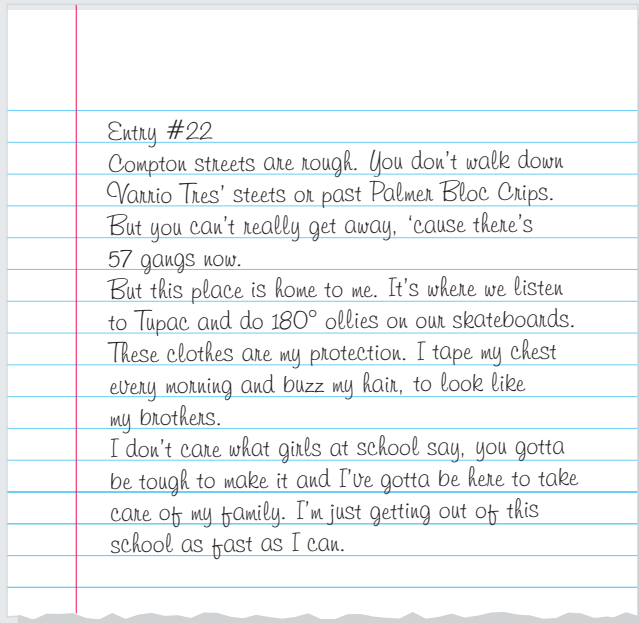 Entry #22
Compton streets are rough. You don't walk down
Varrio Tres' steets or past Palmer Bloc Crips.
But you can't really get away, 'cause there's
57 gangs now.
But this place is home to me. It's where we listen
to Tupac and do 180° ollies on our skateboards.
These clothes are my protection. I tape my chest
every morning and buzz my hair, to look like
my brothers.
I don't care what girls at school say, you gotta
be tough to make it and I've gotta be here to take
care of my family. I'm just getting out of this
school as fast as I can.